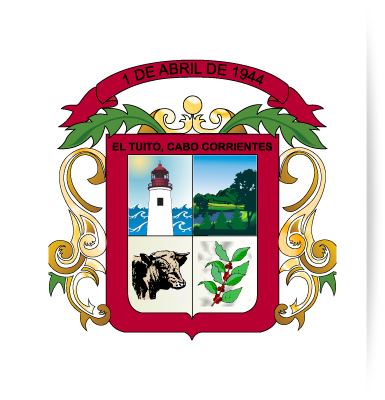 1 DE ABRIL DE 1944
EL TUITO, CABO CORRIENTES